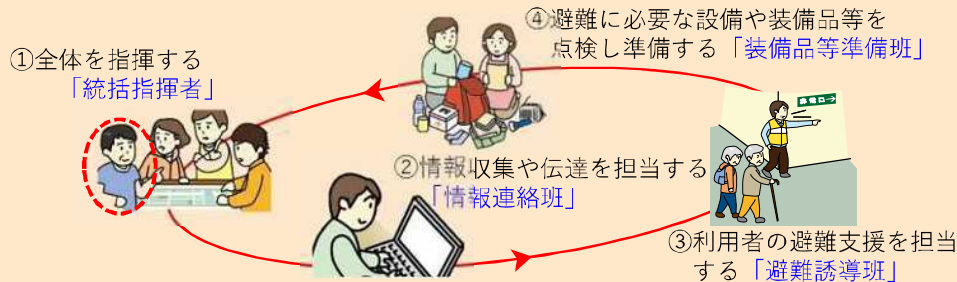 ①全体を指揮する
「統括指揮者」
②情報収集や伝達を担当する
「情報連絡班」
③利用者の避難支援を担当
する「避難誘導班」
④避難に必要な設備や装備品等を
点検し準備する「装備品等準備班」
非常口→